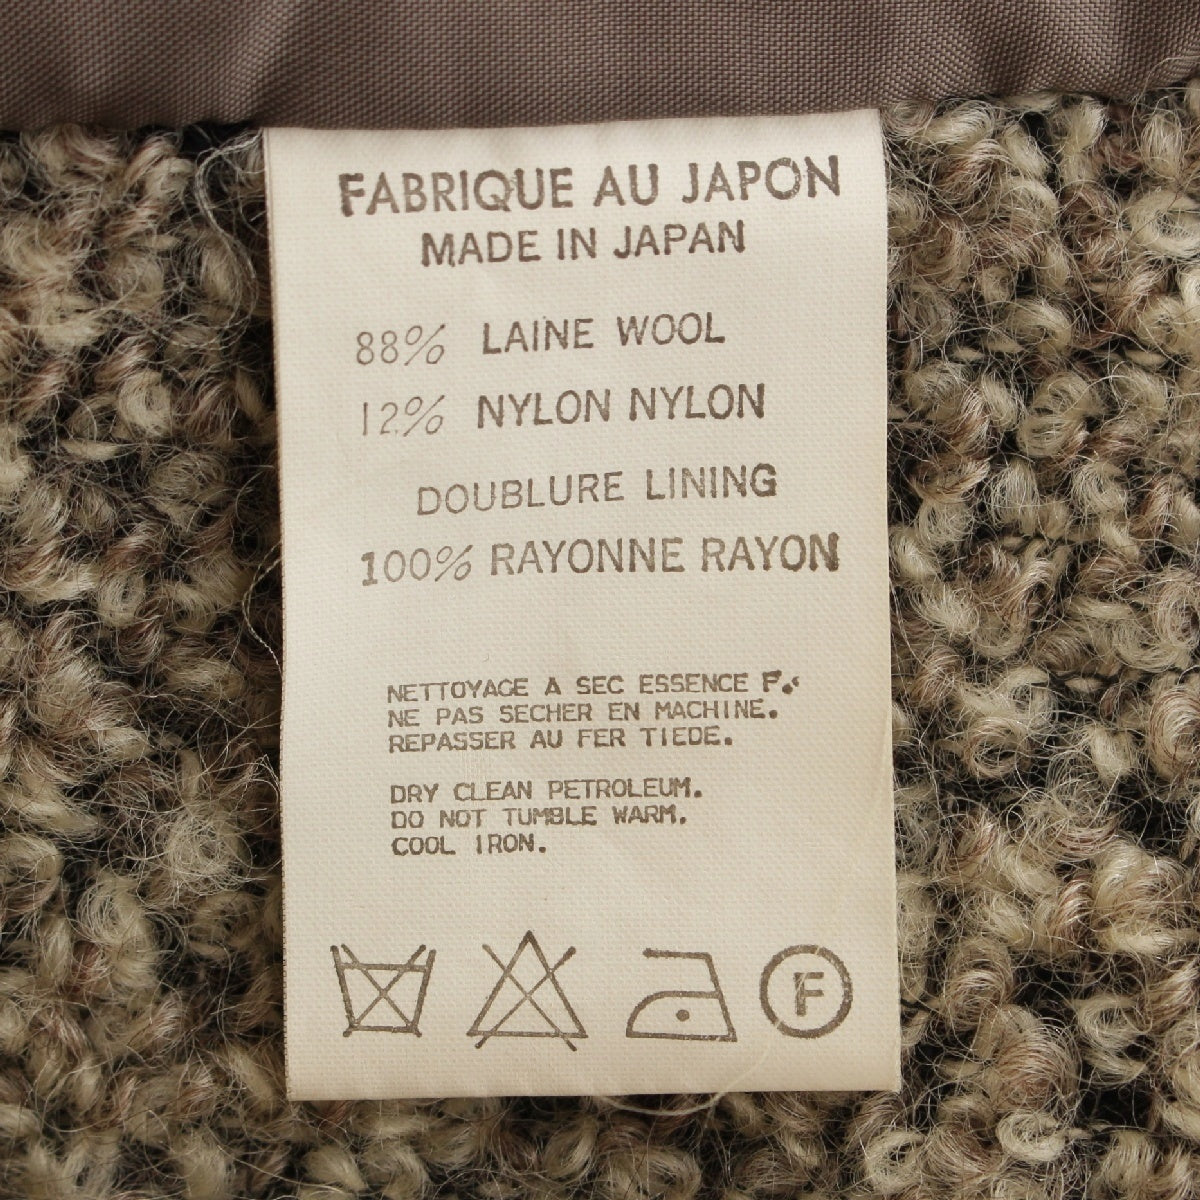 FABRIQUE AU JAPON
MADE IN JAPAN
88% LAINE WOOL
12% NYLON NYLON
DOUBLURE LINING
100% RAYONNE RAYON
NETTOYAGE A SEC ESSENCE F.
NE PAS SECHER EN MACHINE.
REPASSER AU FER TIEDE.
DRY CLEAN PETROLEUM.
DO NOT TUMBLE WARM.
COOL IRON.
F